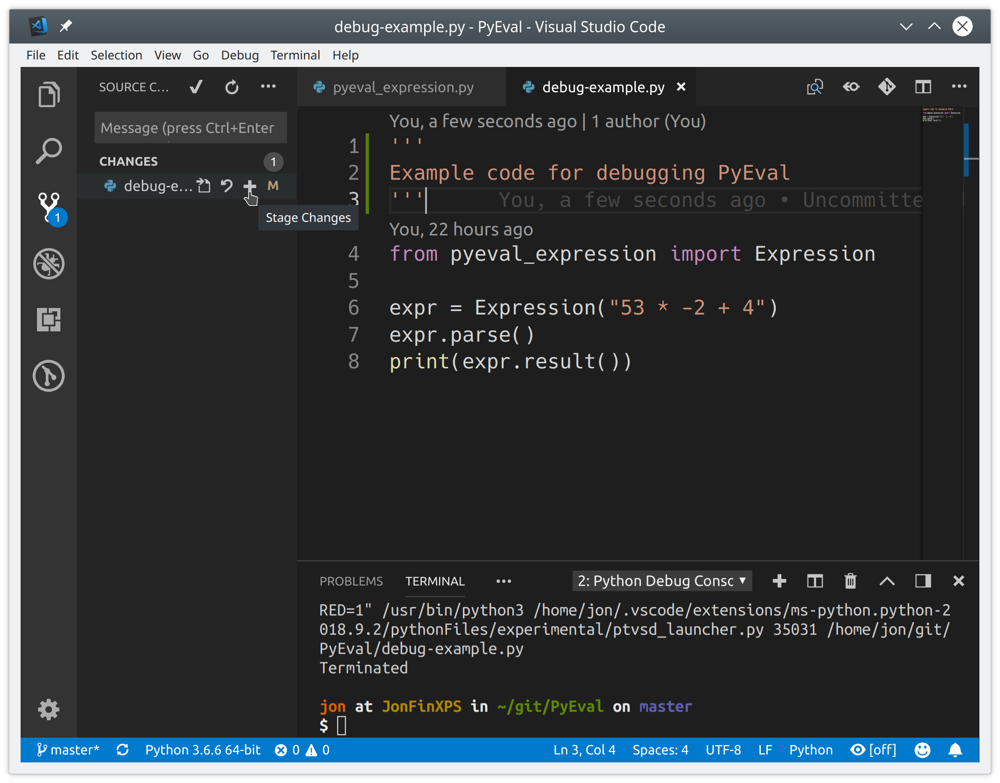 debug-example.py - PyEval - Visual Studio Code
File Edit Selection View Go Debug Terminal Help
SOURCE C...
pyeval_expression.py
debug-example.py
Message (press Ctrl+Enter
CHANGES 1
debug-e... M
1
Stage Changes
You, a few seconds ago | 1 author (You)
1 '''
2 Example code for debugging PyEval
3 ''' You, a few seconds ago • Uncommitte
You, 22 hours ago
4 from pyeval_expression import Expression
5
6 expr = Expression("53 * -2 + 4")
7 expr.parse()
8 print(expr.result())
PROBLEMS TERMINAL 2: Python Debug Consc
RED=1" /usr/bin/python3 /home/jon/.vscode/extensions/ms-python.python-2
018.9.2/pythonFiles/experimental/ptvsd_launcher.py 35031 /home/jon/git/
PyEval/debug-example.py
Terminated
jon at JonFinXPS in ~/git/PyEval on master
$
master* Python 3.6.6 64-bit 0 0 Ln 3, Col 4 Spaces: 4 UTF-8 LF Python [off]